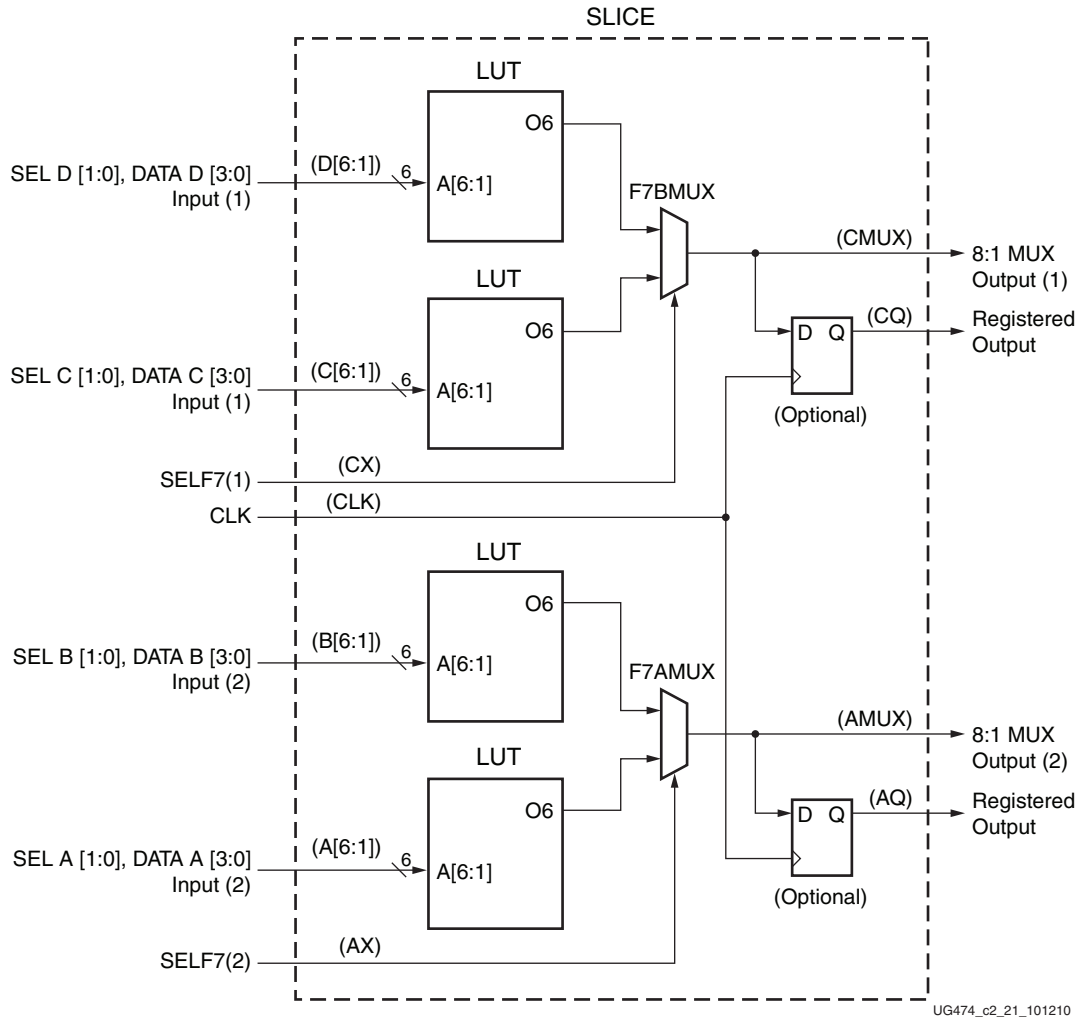 SLICE
LUT
O6
SEL D [1:0], DATA D [3:0]
Input (1)
(D[6:1])
6
A[6:1]
F7BMUX
(CMUX)
8:1 MUX
Output (1)
LUT
O6
(CQ)
Registered
Output
D Q
SEL C [1:0], DATA C [3:0]
Input (1)
(C[6:1])
6
A[6:1]
(Optional)
SELF7(1)
(CX)
CLK
(CLK)
LUT
O6
SEL B [1:0], DATA B [3:0]
Input (2)
(B[6:1])
6
A[6:1]
F7AMUX
(AMUX)
8:1 MUX
Output (2)
LUT
O6
(AQ)
Registered
Output
D Q
SEL A [1:0], DATA A [3:0]
Input (2)
(A[6:1])
6
A[6:1]
(Optional)
SELF7(2)
(AX)
UG474_c2_21_101210